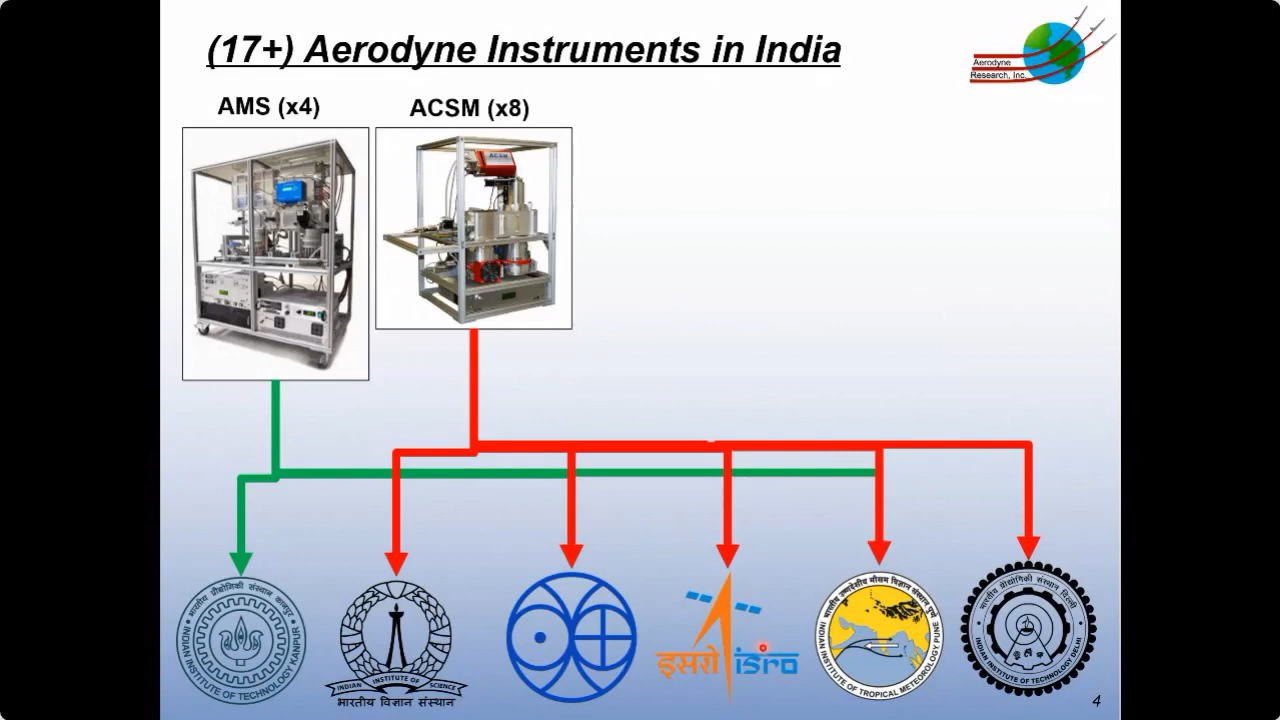 (17+) Aerodyne Instruments in India
Aerodyne
Research, Inc.
AMS (x4)
ACSM (x8)
ACSM
भारतीय प्रौद्योगिकी संस्थान कानपुर
INDIAN INSTITUTE OF TECHNOLOGY KANPUR
INDIAN INSTITUTE OF SCIENCE
भारतीय विज्ञान संस्थान
इसरो isro
भारतीय उष्णदेशीय मौसम विज्ञान संस्थान पुणे
INDIAN INSTITUTE OF TROPICAL METEOROLOGY PUNE
भारतीय प्रौद्योगिकी संस्थान दिल्ली
INDIAN INSTITUTE OF TECHNOLOGY DELHI
4